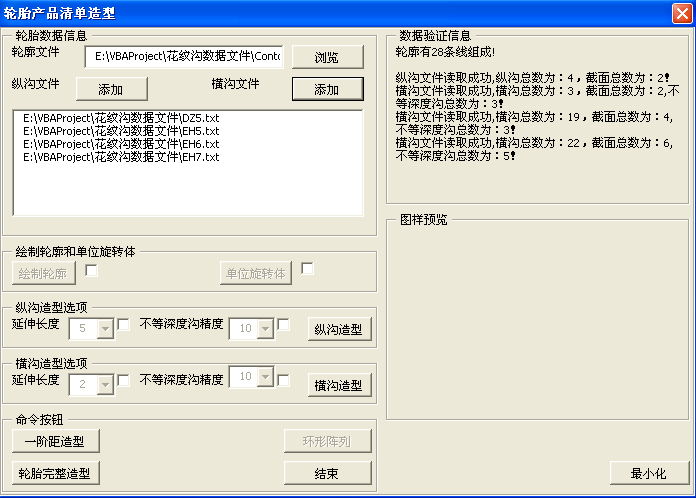 轮胎产品清单造型
轮胎数据信息
轮廓文件
E:\VBAProject\花纹沟数据文件\Conto
浏览
纵沟文件
添加
横沟文件
添加
E:\VBAProject\花纹沟数据文件\DZ5.txt
E:\VBAProject\花纹沟数据文件\EH5.txt
E:\VBAProject\花纹沟数据文件\EH6.txt
E:\VBAProject\花纹沟数据文件\EH7.txt
绘制轮廓和单位旋转体
绘制轮廓
单位旋转体
纵沟造型选项
延伸长度
5
不等深度沟精度
10
纵沟造型
横沟造型选项
延伸长度
2
不等深度沟精度
10
横沟造型
命令按钮
一阶距造型
环形阵列
轮胎完整造型
结束
数据验证信息
轮廓有28条线组成!
纵沟文件读取成功,纵沟总数为：4，截面总数为：2!
横沟文件读取成功,横沟总数为：3，截面总数为：2,不
等深度沟总数为：3!
横沟文件读取成功,横沟总数为：19，截面总数为：4,
不等深度沟总数为：3!
横沟文件读取成功,横沟总数为：22，截面总数为：6,
不等深度沟总数为：5!
图样预览
最小化